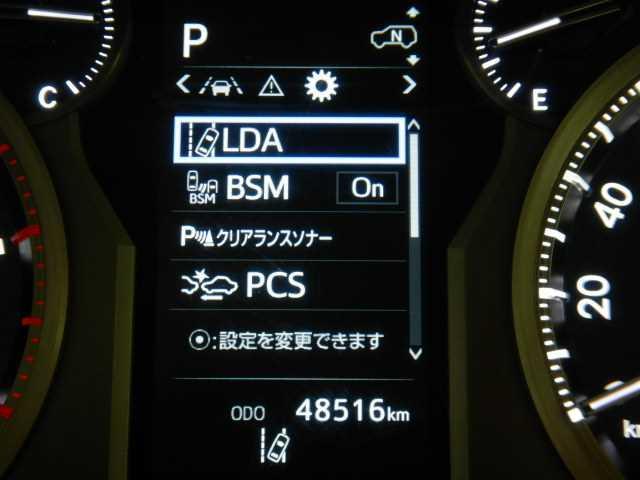 P
N
C
E
LDA
BSM
BSM On
クリアランスソナー
PCS
:設定を変更できます
40
20
ODO 48516km
km